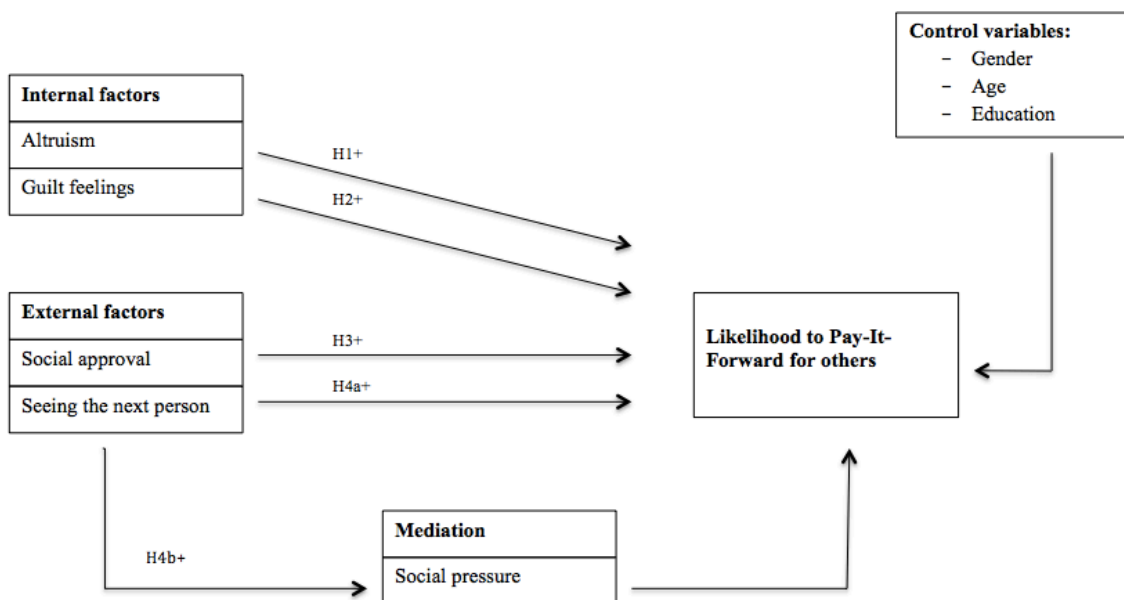 Control variables:
- Gender
- Age
- Education
Internal factors
Altruism
Guilt feelings
H1+
H2+
External factors
Social approval
Seeing the next person
H3+
H4a+
Likelihood to Pay-It-
Forward for others
H4b+
Mediation
Social pressure